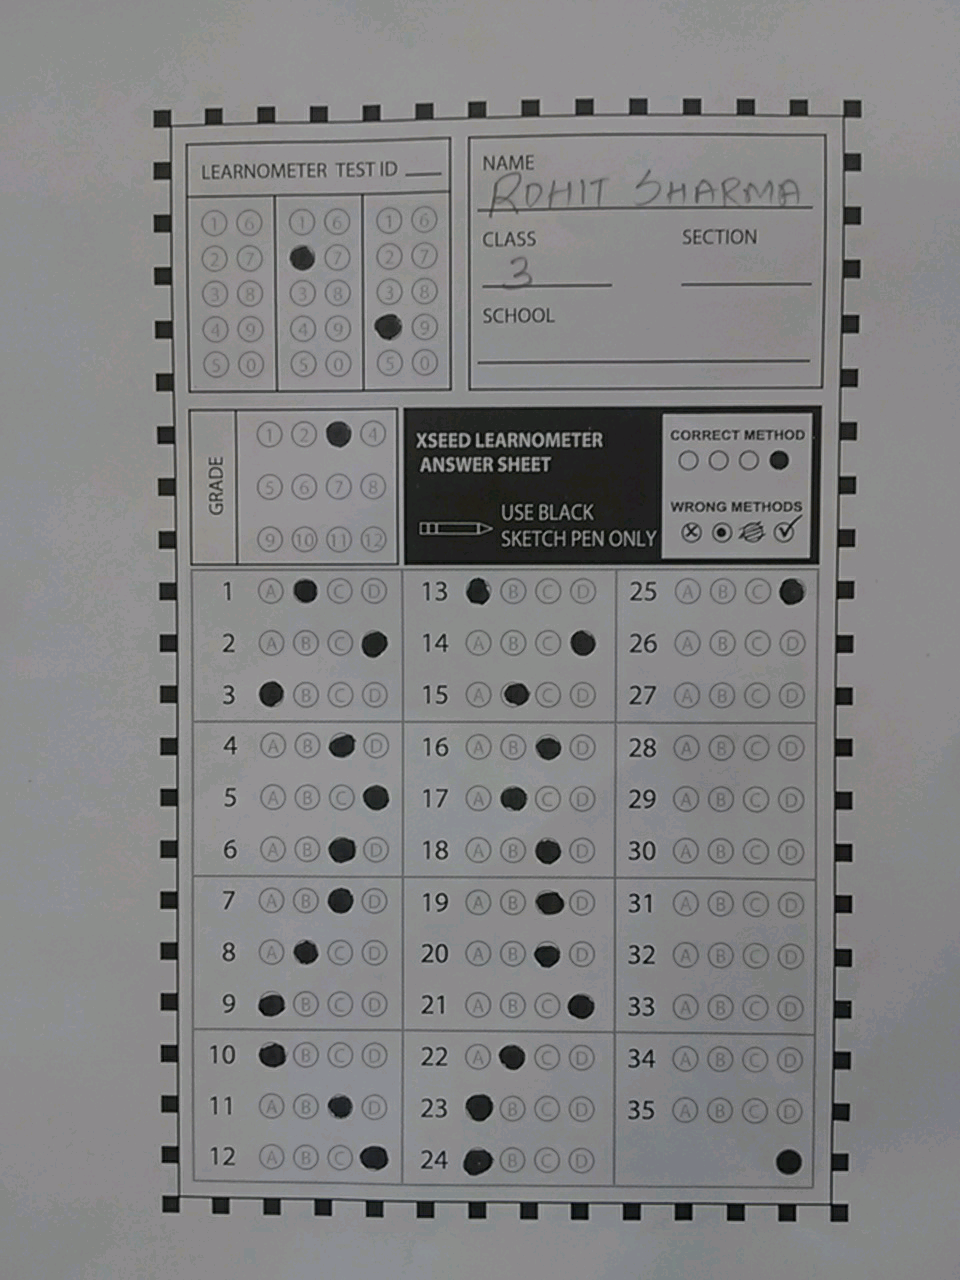 LEARNOMETER TEST ID ___
1 6 1 6 1 6
2 7 7 2 7
3 8 3 8 3 8
4 9 4 9 9
5 0 5 0 5 0
NAME
ROHIT SHARMA
CLASS SECTION
3
SCHOOL
GRADE
1 2 4
5 6 7 8
9 10 11 12
XSEED LEARNOMETER
ANSWER SHEET
USE BLACK
SKETCH PEN ONLY
CORRECT METHOD
WRONG METHODS
1 A C D
2 A B C
3 B C D
4 A B D
5 A B C
6 A B D
7 A B D
8 A C D
9 B C D
10 B C D
11 A B D
12 A B C
13 B C D
14 A B C
15 A C D
16 A B D
17 A C D
18 A B D
19 A B D
20 A B D
21 A B C
22 A C D
23 B C D
24 B C D
25 A B C
26 A B C D
27 A B C D
28 A B C D
29 A B C D
30 A B C D
31 A B C D
32 A B C D
33 A B C D
34 A B C D
35 A B C D